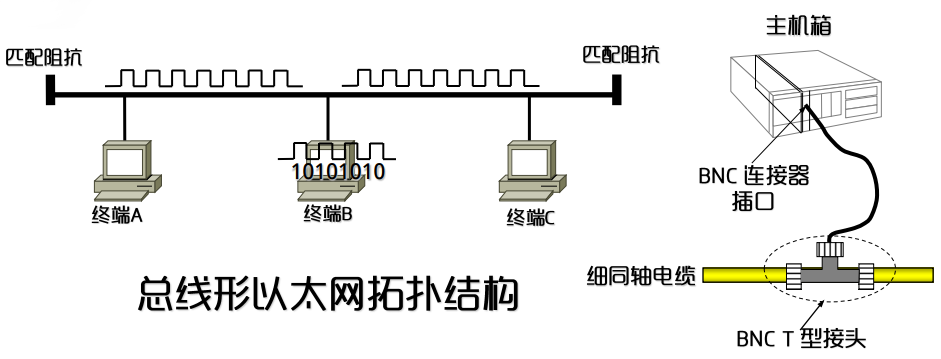 主机箱
匹配阻抗
匹配阻抗
10101010
BNC 连接器
插口
终端A
终端B
终端C
细同轴电缆
总线形以太网拓扑结构
BNC T 型接头